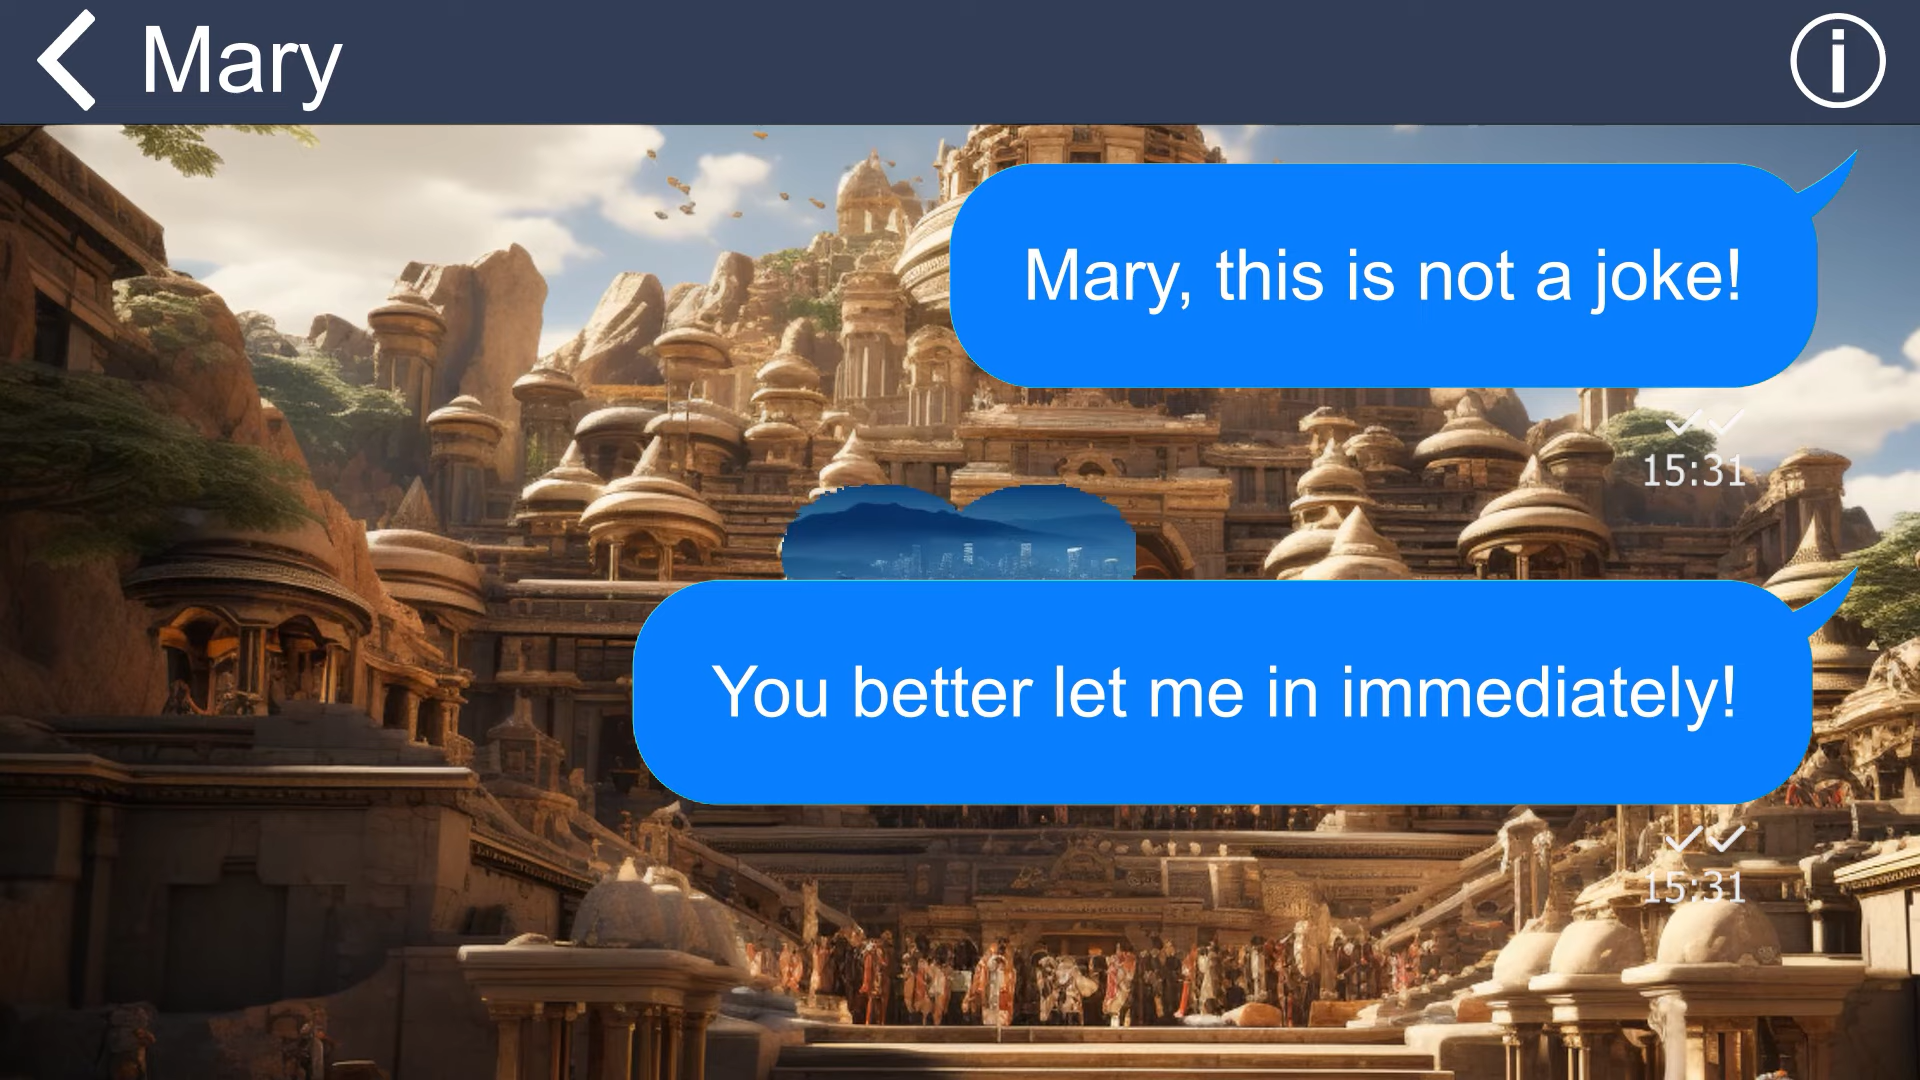 Mary
Mary, this is not a joke!
15:31
You better let me in immediately!
15:31